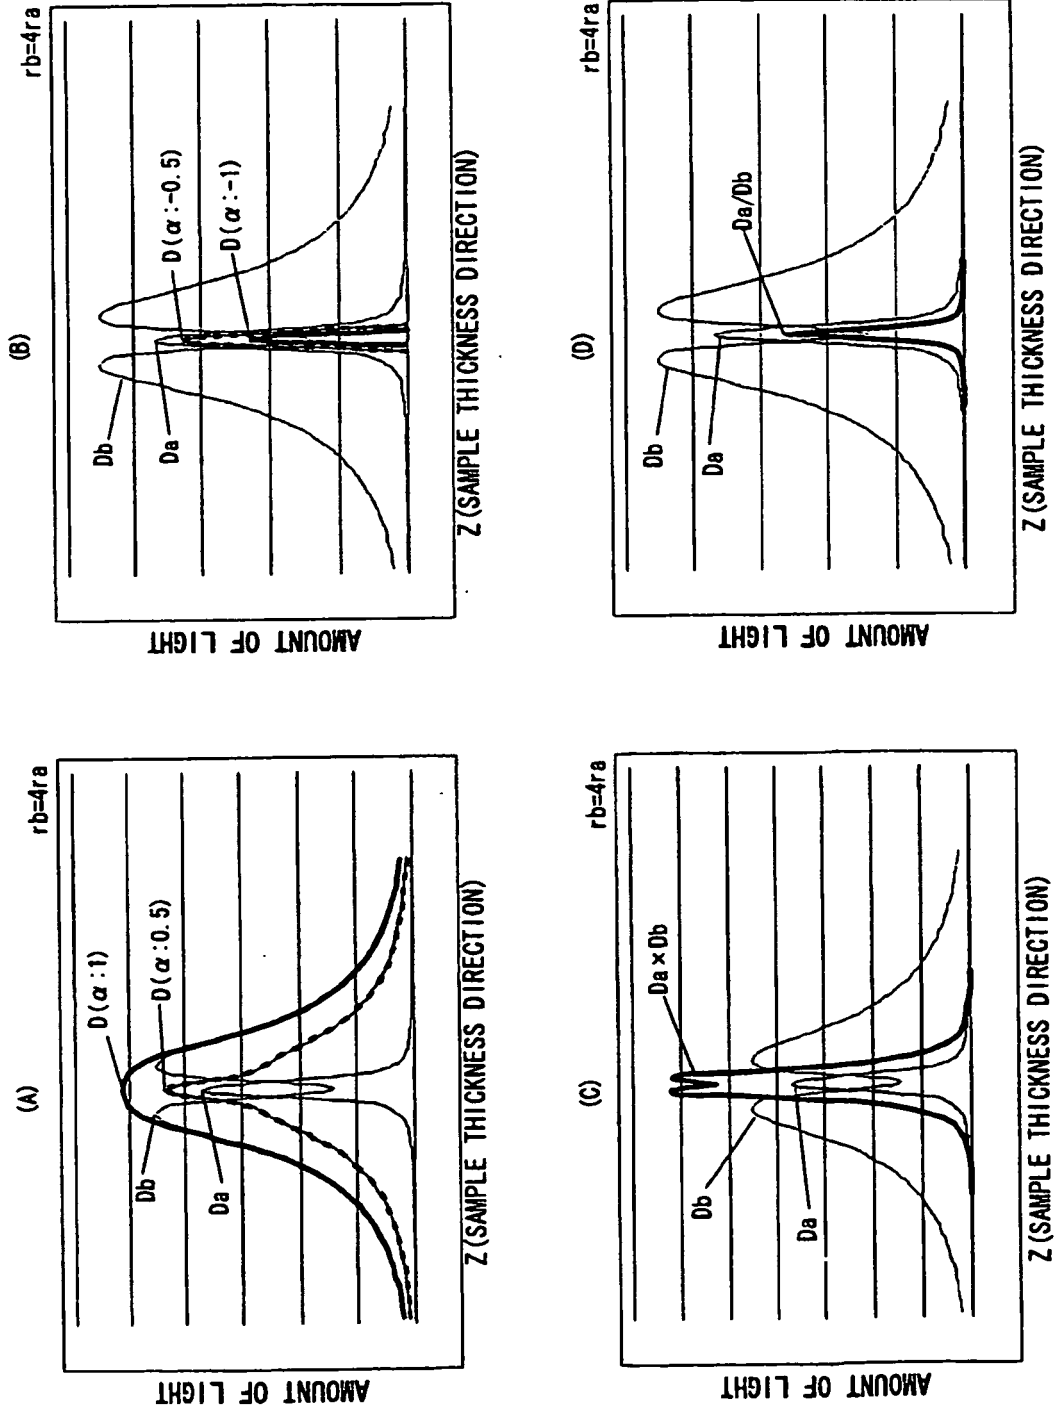 (A)
rb=4ra
D(α:1)
D(α:0.5)
Db
Da
AMOUNT OF LIGHT
Z(SAMPLE THICKNESS DIRECTION)
(B)
rb=4ra
Db
Da
D(α:-0.5)
D(α:-1)
AMOUNT OF LIGHT
Z(SAMPLE THICKNESS DIRECTION)
(C)
rb=4ra
Da×Db
Db
Da
AMOUNT OF LIGHT
Z(SAMPLE THICKNESS DIRECTION)
(D)
rb=4ra
Db
Da
Da/Db
AMOUNT OF LIGHT
Z(SAMPLE THICKNESS DIRECTION)